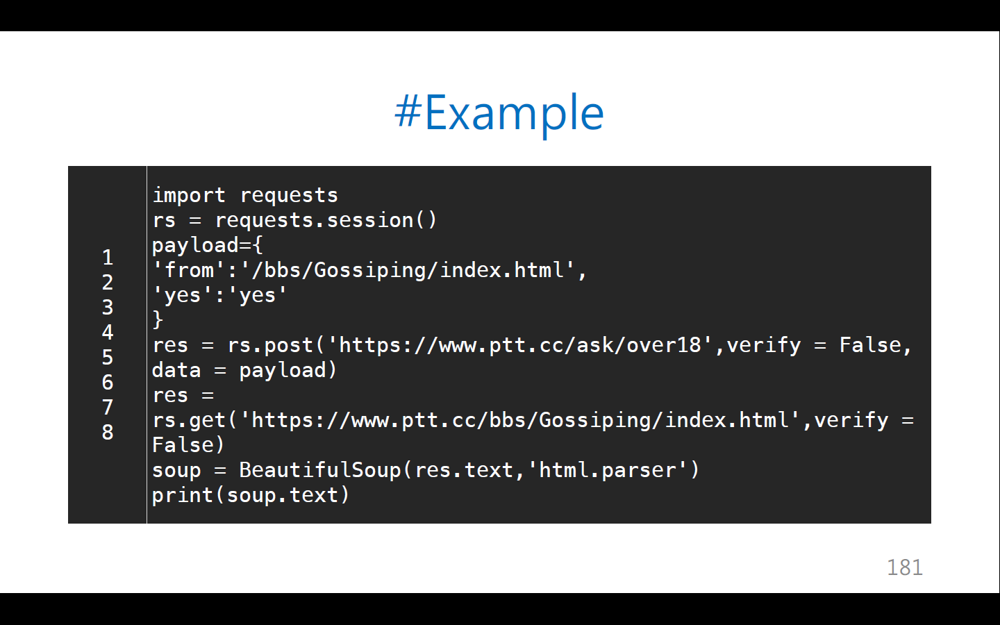 #Example
1
2
3
4
5
6
7
8
import requests
rs = requests.session()
payload={
'from':'/bbs/Gossiping/index.html',
'yes':'yes'
}
res = rs.post('https://www.ptt.cc/ask/over18',verify = False,
data = payload)
res =
rs.get('https://www.ptt.cc/bbs/Gossiping/index.html',verify =
False)
soup = BeautifulSoup(res.text,'html.parser')
print(soup.text)
181